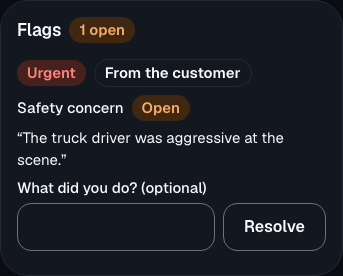 Flags 1 open
Urgent From the customer
Safety concern Open
“The truck driver was aggressive at the
scene.”
What did you do? (optional)
Resolve